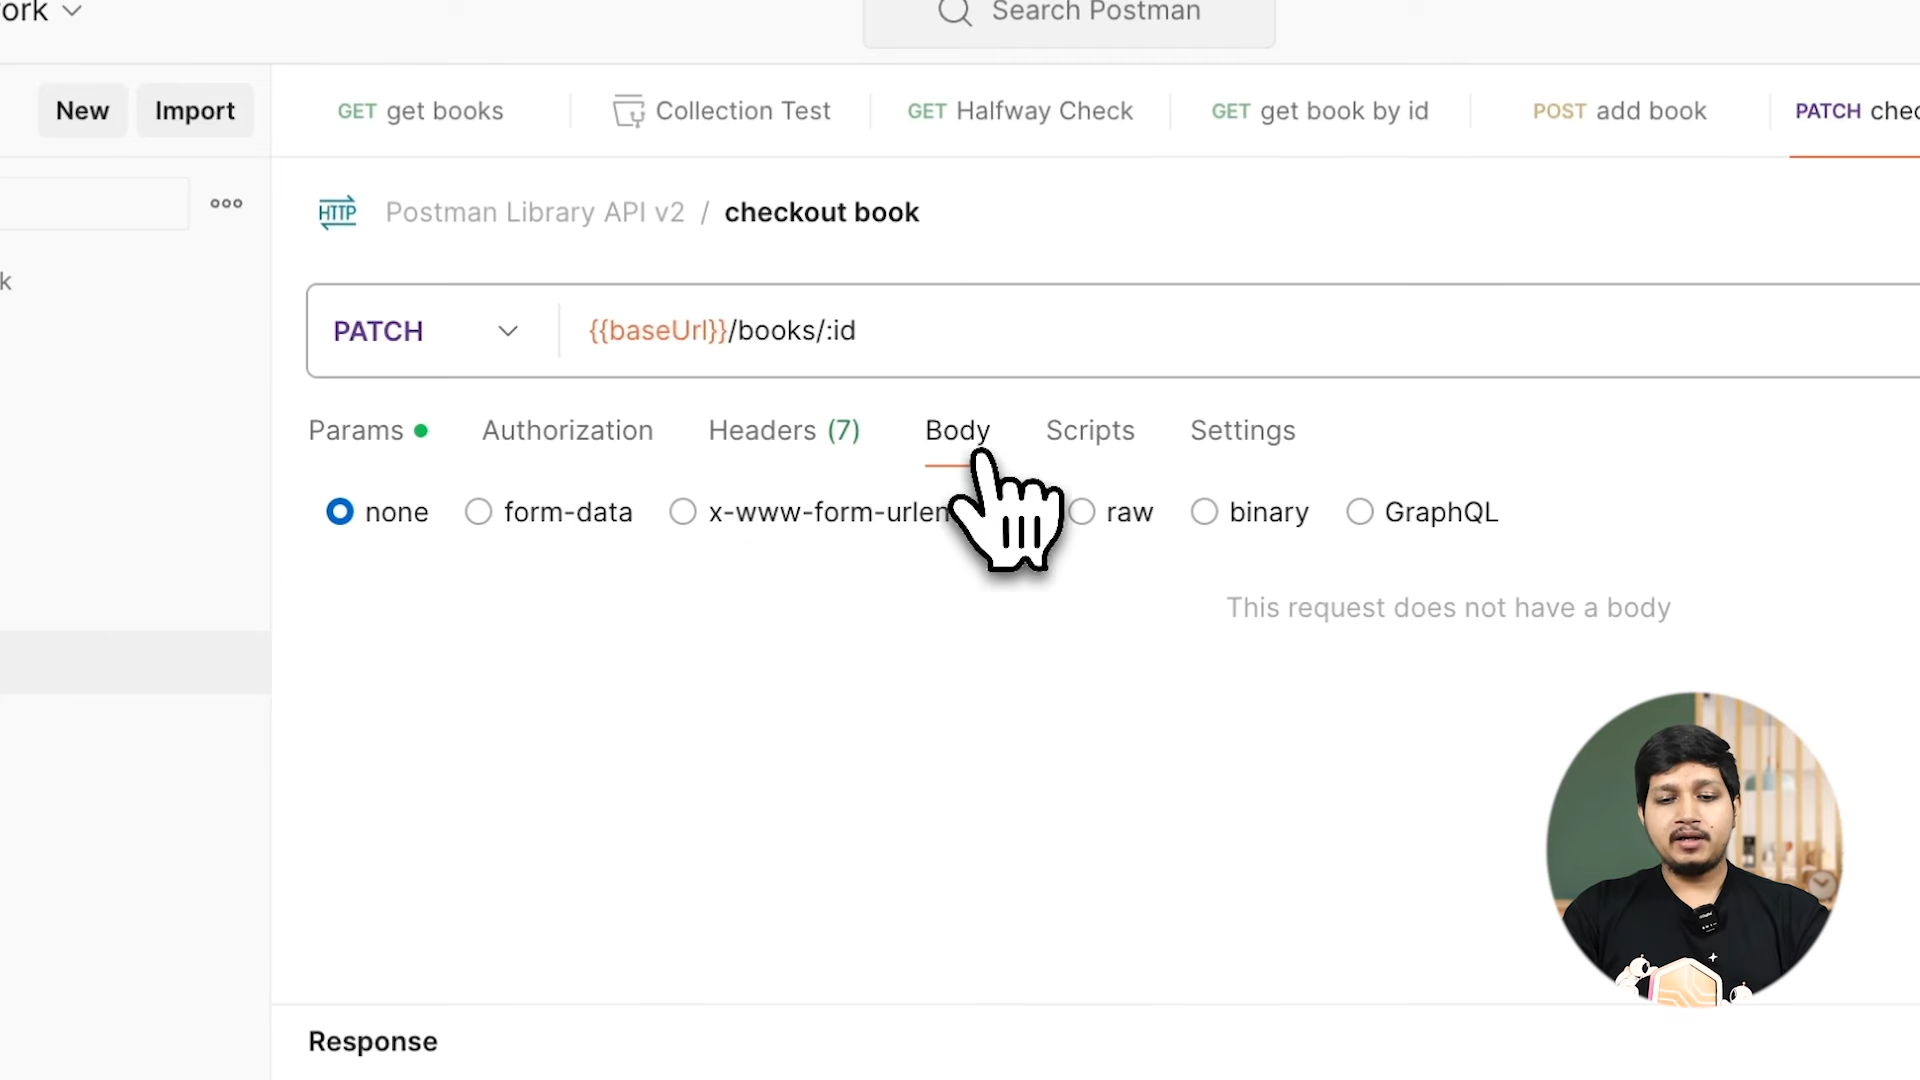 ork
Search Postman
New
Import
GET get books
Collection Test
GET Halfway Check
GET get book by id
POST add book
PATCH chec
HTTP
Postman Library API v2 / checkout book
k
PATCH
{{baseUrl}}/books/:id
Params
Authorization
Headers (7)
Body
Scripts
Settings
none
form-data
x-www-form-urlen
raw
binary
GraphQL
This request does not have a body
Response